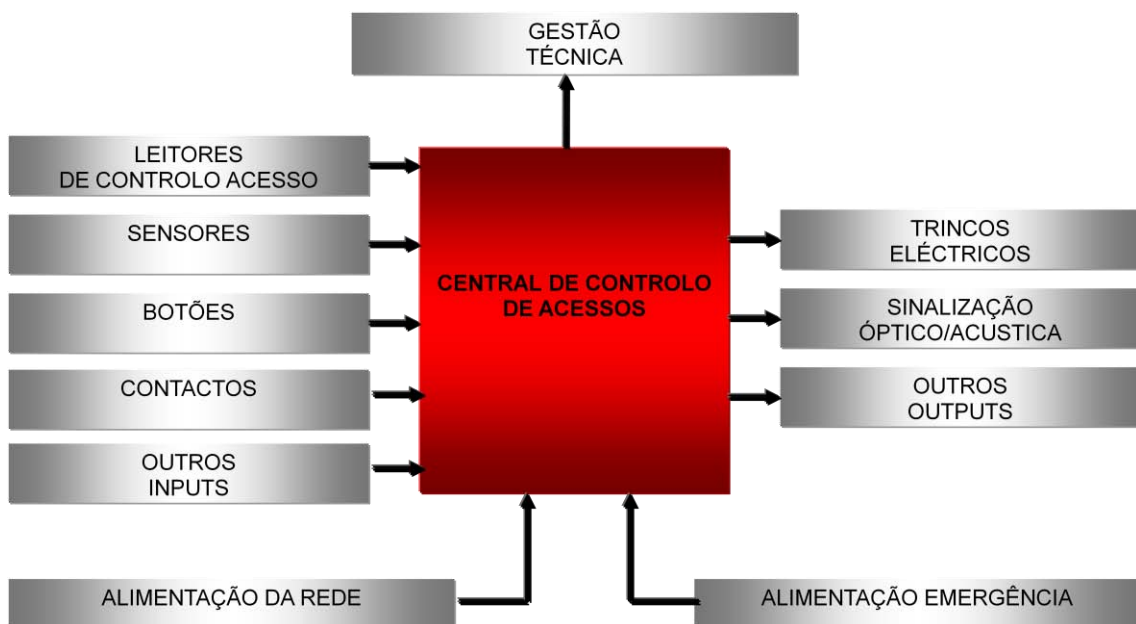 GESTÃO
TÉCNICA
LEITORES
DE CONTROLO ACESSO
SENSORES
BOTÕES
CONTACTOS
OUTROS
INPUTS
CENTRAL DE CONTROLO
DE ACESSOS
TRINCOS
ELÉCTRICOS
SINALIZAÇÃO
ÓPTICO/ACÚSTICA
OUTROS
OUTPUTS
ALIMENTAÇÃO DA REDE
ALIMENTAÇÃO EMERGÊNCIA